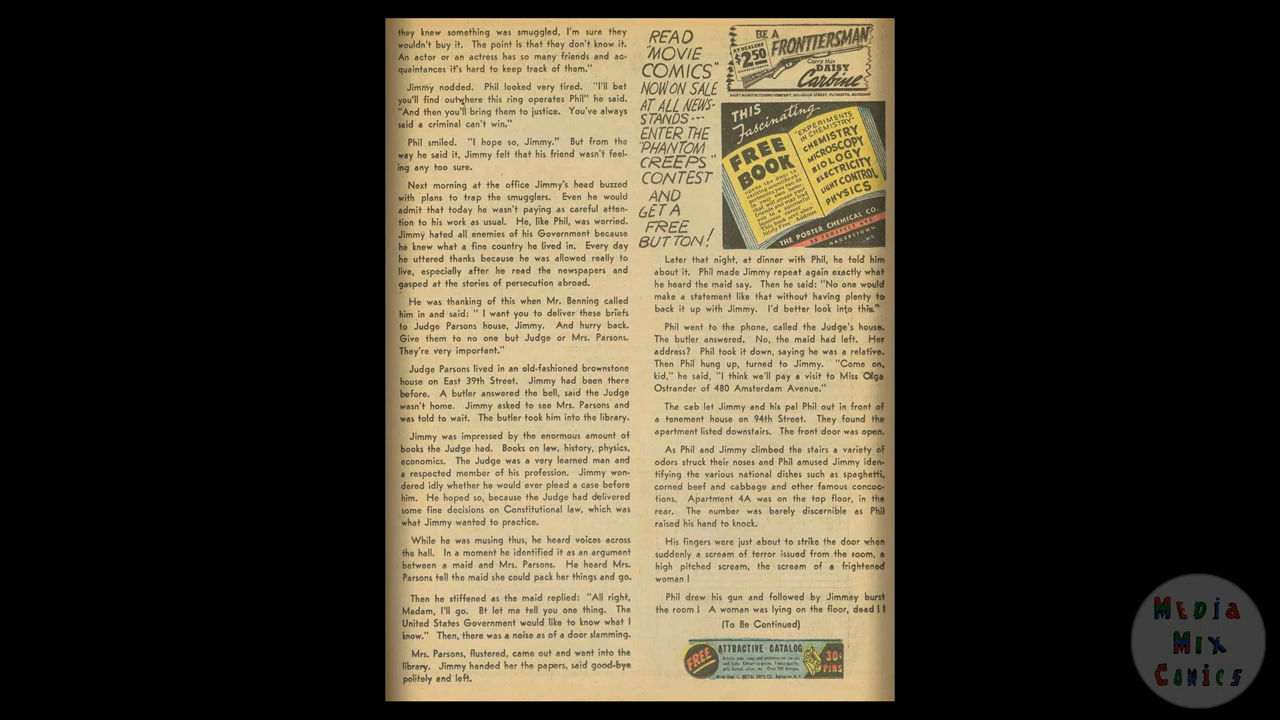 they knew something was smuggled, I'm sure they
wouldn't buy it. The point is that they don't know it.
An actor or an actress has so many friends and ac-
quaintances it's hard to keep track of them."
Jimmy nodded. Phil looked very tired. "I'll bet
you'll find out where this ring operates Phil" he said.
"And then you'll bring them to justice. You've always
said a criminal can't win."
Phil smiled. "I hope so, Jimmy." But from the
way he said it, Jimmy felt that his friend wasn't feel-
ing any too sure.
Next morning at the office Jimmy's head buzzed
with plans to trap the smugglers. Even he would
admit that today he wasn't paying as careful atten-
tion to his work as usual. He, like Phil, was worried.
Jimmy hated all enemies of his Government because
he knew what a fine country he lived in. Every day
he uttered thanks because he was allowed really to
live, especially after he read the newspapers and
gasped at the stories of persecution abroad.
He was thanking of this when Mr. Benning called
him in and said: " I want you to deliver these briefs
to Judge Parsons house, Jimmy. And hurry back.
Give them to no one but Judge or Mrs. Parsons.
They're very important."
Judge Parsons lived in an old-fashioned brownstone
house on East 39th Street. Jimmy had been there
before. A butler answered the bell, said the Judge
wasn't home. Jimmy asked to see Mrs. Parsons and
was told to wait. The butler took him into the library.
Jimmy was impressed by the enormous amount of
books the Judge had. Books on law, history, physics,
economics. The Judge was a very learned man and
a respected member of his profession. Jimmy won-
dered idly whether he would ever plead a case before
him. He hoped so, because the Judge had delivered
some fine decisions on Constitutional law, which was
what Jimmy wanted to practice.
While he was musing thus, he heard voices across
the hall. In a moment he identified it as an argument
between a maid and Mrs. Parsons. He heard Mrs.
Parsons tell the maid she could pack her things and go.
Then he stiffened as the maid replied: "All right,
Madam, I'll go. Bt let me tell you one thing. The
United States Government would like to know what I
know." Then, there was a noise as of a door slamming.
Mrs. Parsons, flustered, came out and went into the
library. Jimmy handed her the papers, said good-bye
politely and left.
READ
"MOVIE
COMICS"
NOW ON SALE
AT ALL NEWS-
STANDS---
ENTER THE
"PHANTOM
CREEPS"
CONTEST
AND
GET A
FREE
BUTTON!
BE A
FRONTIERSMAN
AT DEALERS
$2.50
Carry this
DAISY
Carbine
THIS
Fascinating
FREE
BOOK
"EXPERIMENTS
IN CHEMISTRY"
CHEMISTRY
MICROSCOPY
BIOLOGY
ELECTRICITY
LIGHT CONTROL
PHYSICS
THE PORTER CHEMICAL CO.
HAGERSTOWN,
MD.
Later that night, at dinner with Phil, he told him
about it. Phil made Jimmy repeat again exactly what
he heard the maid say. Then he said: "No one would
make a statement like that without having plenty to
back it up with Jimmy. I'd better look into this."
Phil went to the phone, called the Judge's house.
The butler answered. No, the maid had left. Her
address? Phil took it down, saying he was a relative.
Then Phil hung up, turned to Jimmy. "Come on,
kid," he said, "I think we'll pay a visit to Miss Olga
Ostrander of 480 Amsterdam Avenue."
The cab let Jimmy and his pal Phil out in front of
a tenement house on 94th Street. They found the
apartment listed downstairs. The front door was open.
As Phil and Jimmy climbed the stairs a variety of
odors struck their noses and Phil amused Jimmy iden-
tifying the various national dishes such as spaghetti,
corned beef and cabbage and other famous concoc-
tions. Apartment 4A was on the top floor, in the
rear. The number was barely discernible as Phil
raised his hand to knock.
His fingers were just about to strike the door when
suddenly a scream of terror issued from the room, a
high pitched scream, the scream of a frightened
woman !
Phil drew his gun and followed by Jimmey burst
the room ! A woman was lying on the floor, dead ! !
(To Be Continued)
FREE
ATTRACTIVE CATALOG
30¢
PINS
METAL ARTS CO.
MEDIA
MIX
COMICS